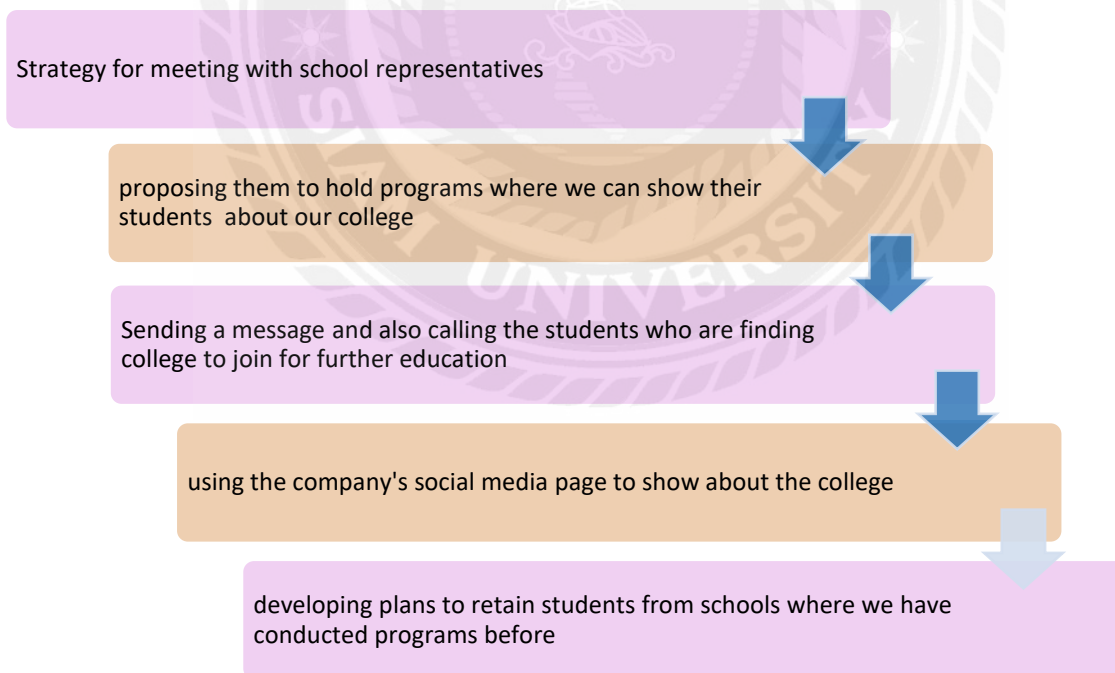 Strategy for meeting with school representatives
proposing them to hold programs where we can show their
students  about our college
SIAM UNIVERSITY
Sending a message and also calling the students who are finding
college to join for further education
using the company's social media page to show about the college
developing plans to retain students from schools where we have
conducted programs before